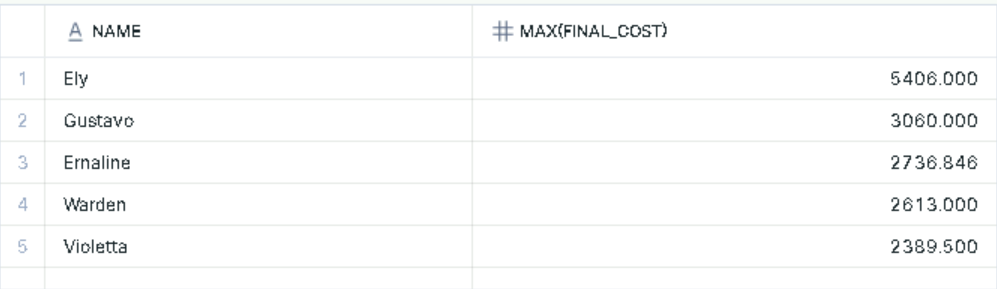 A NAME # MAX(FINAL_COST)
1 Ely 5406.000
2 Gustavo 3060.000
3 Ernaline 2736.846
4 Warden 2613.000
5 Violetta 2389.500